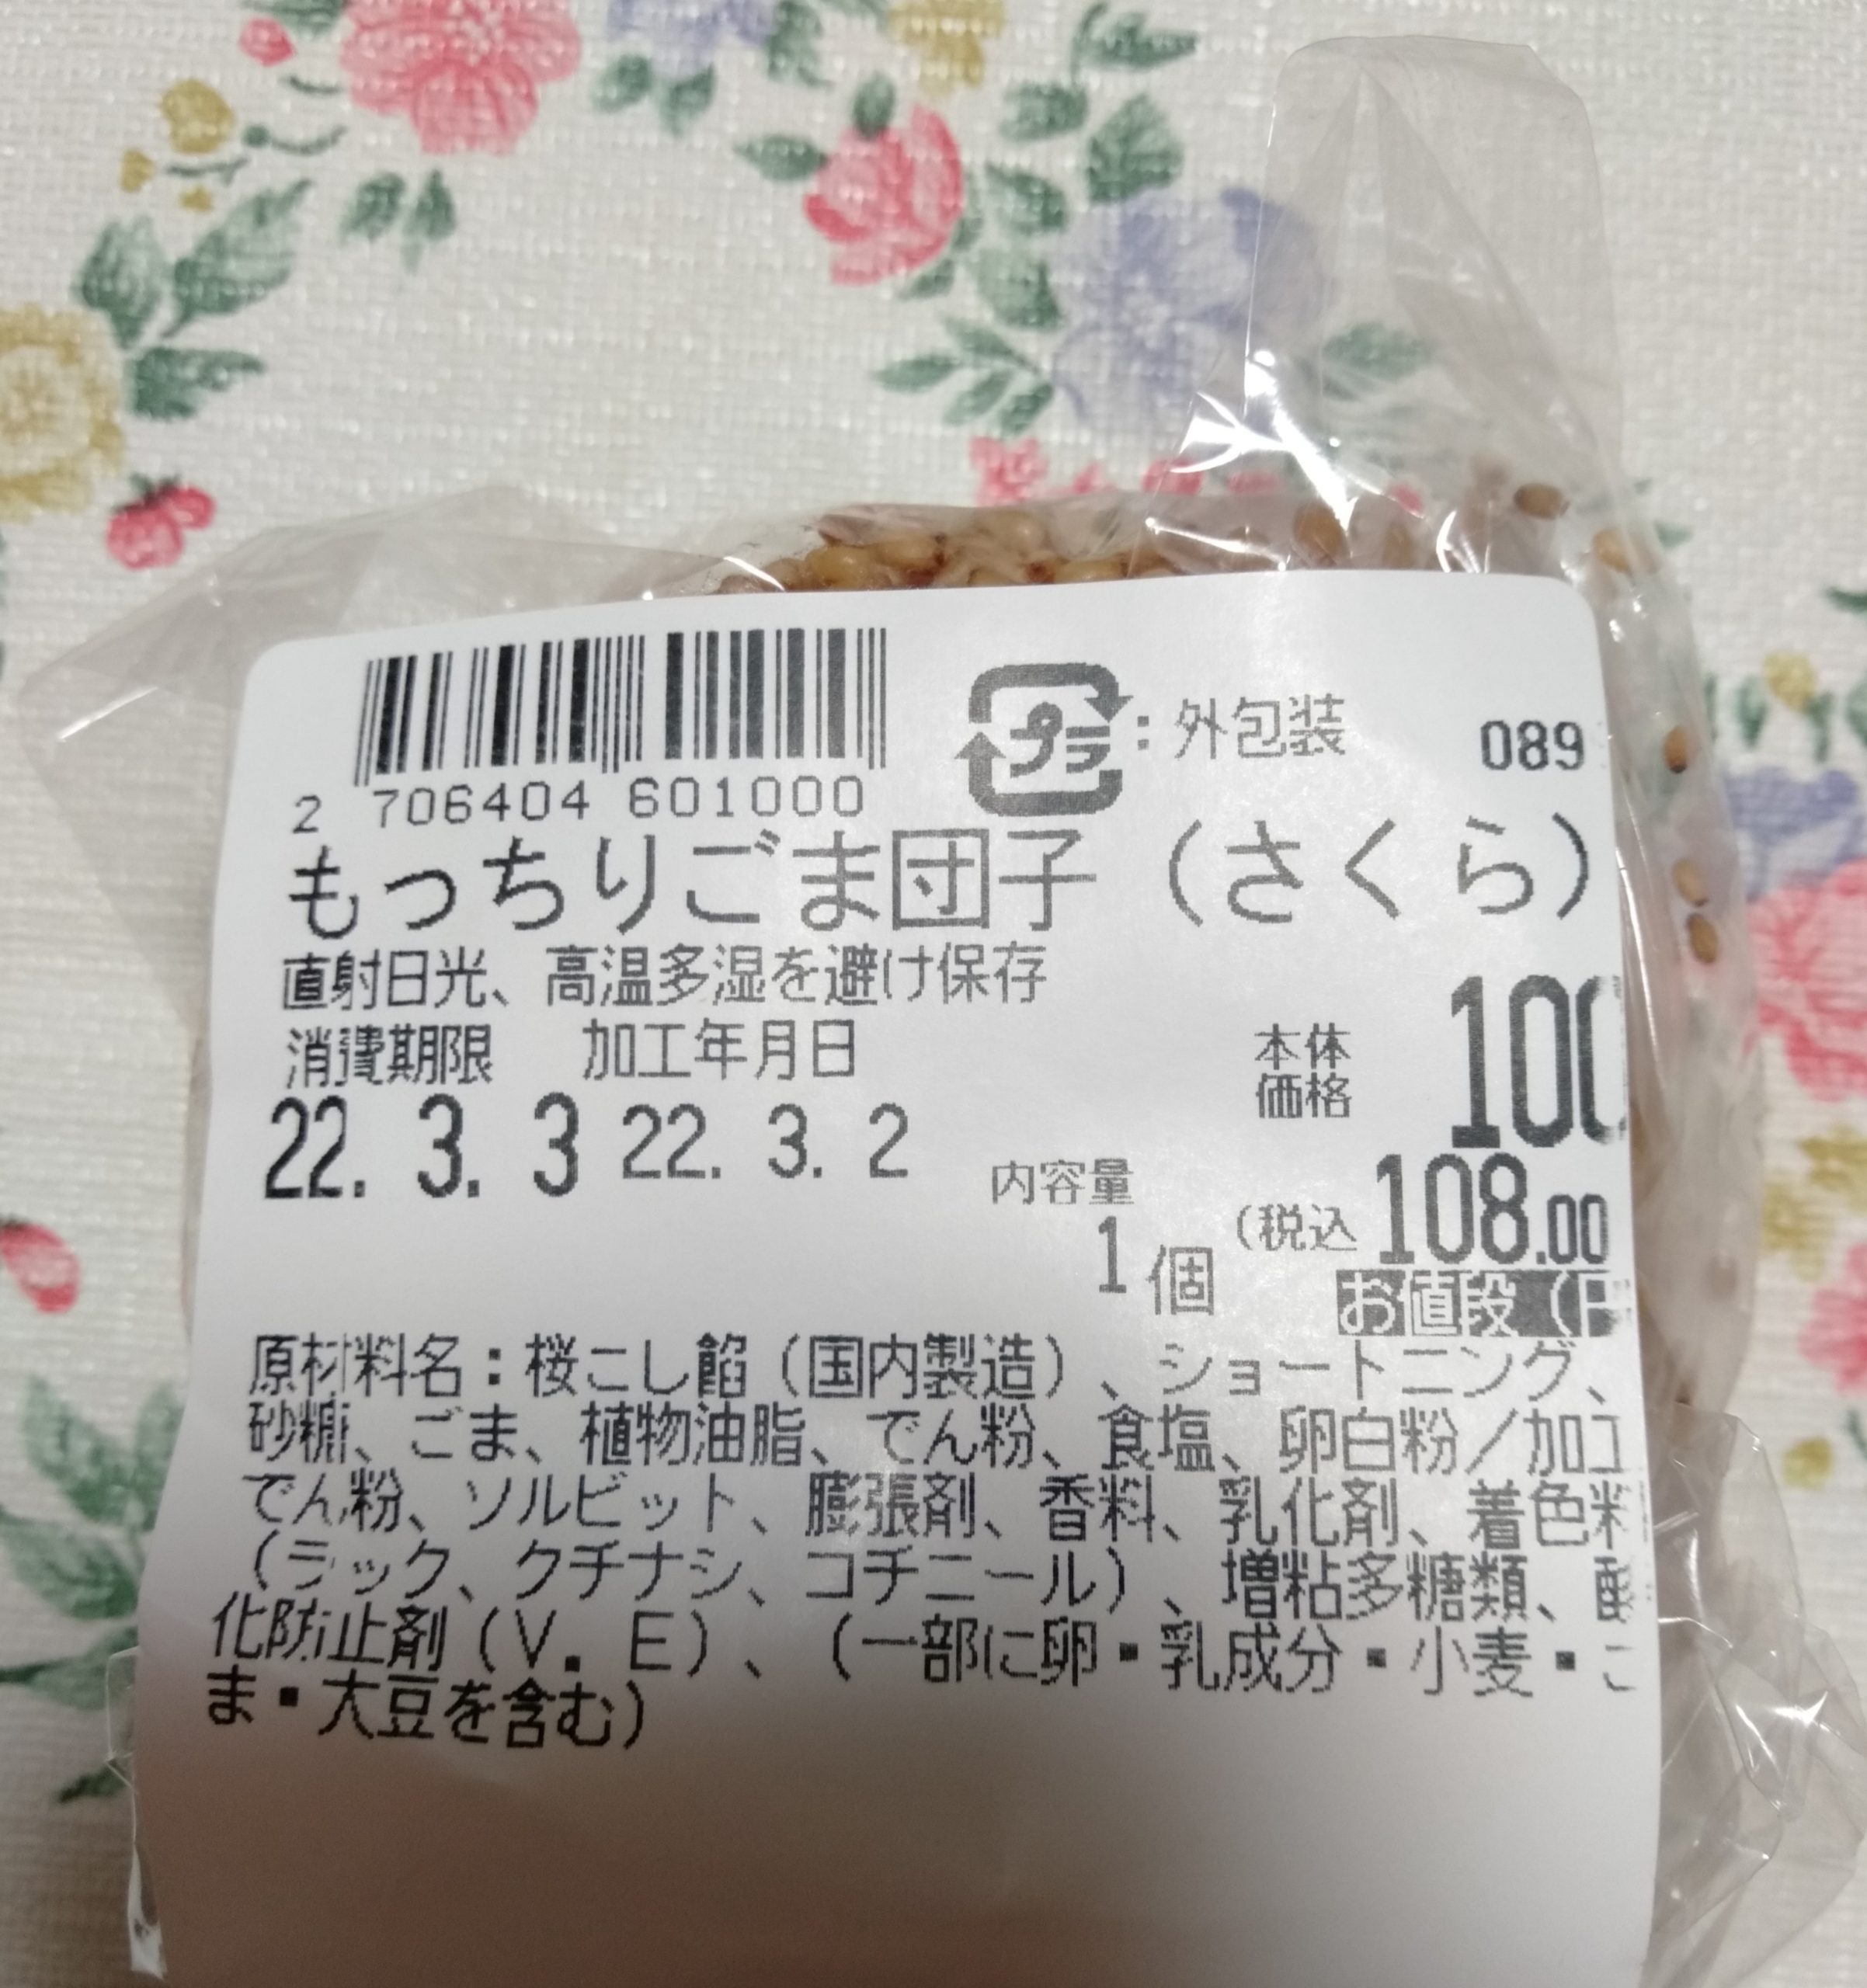 2 706404 601000
プラ : 外包装
089
もっちりごま団子(さくら)
直射日光、高温多湿を避け保存
消費期限 加工年月日
22. 3. 3 22. 3. 2
本体価格 100
内容量 1個
(税込 108.00
お値段(円
原材料名:桜こし餡(国内製造)、ショートニング、
砂糖、ごま、植物油脂、でん粉、食塩、卵白粉/加工
でん粉、ソルビット、膨張剤、香料、乳化剤、着色料
(ラック、クチナシ、コチニール)、増粘多糖類、酸
化防止剤(V.E)、(一部に卵・乳成分・小麦・ご
ま・大豆を含む)